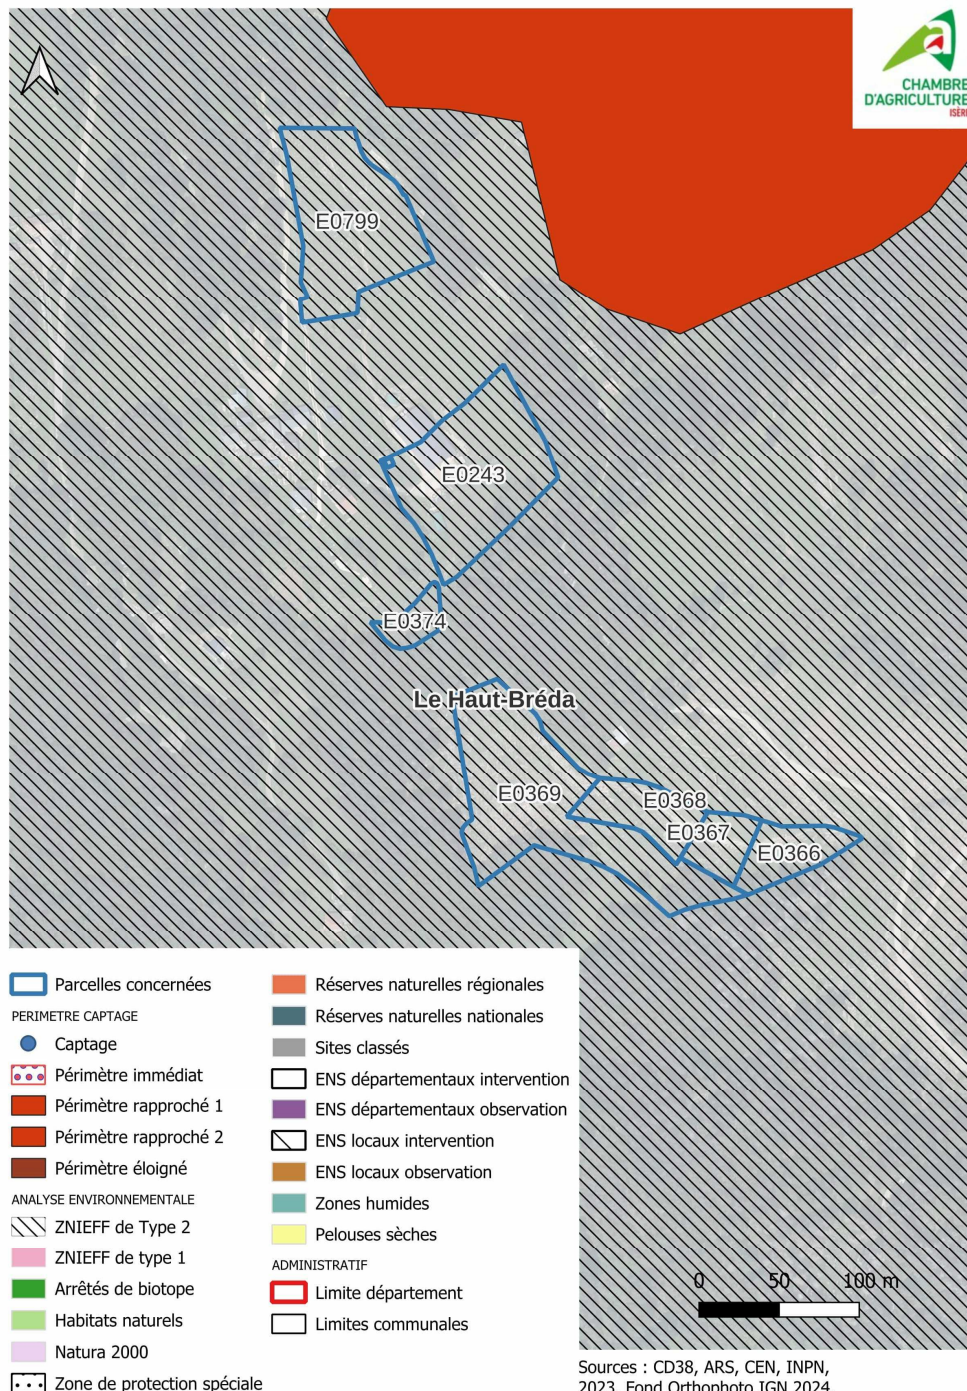 CHAMBRE
D'AGRICULTURE
ISÈRE
E0799
E0243
E0374
Le Haut-Bréda
E0369
E0368
E0367
E0366
Parcelles concernées
PERIMETRE CAPTAGE
Captage
Périmètre immédiat
Périmètre rapproché 1
Périmètre rapproché 2
Périmètre éloigné
ANALYSE ENVIRONNEMENTALE
ZNIEFF de Type 2
ZNIEFF de type 1
Arrêtés de biotope
Habitats naturels
Natura 2000
Zone de protection spéciale
Réserves naturelles régionales
Réserves naturelles nationales
Sites classés
ENS départementaux intervention
ENS départementaux observation
ENS locaux intervention
ENS locaux observation
Zones humides
Pelouses sèches
ADMINISTRATIF
Limite département
Limites communales
0 50 100 m
Sources : CD38, ARS, CEN, INPN,
2023. Fond Orthophoto IGN 2024